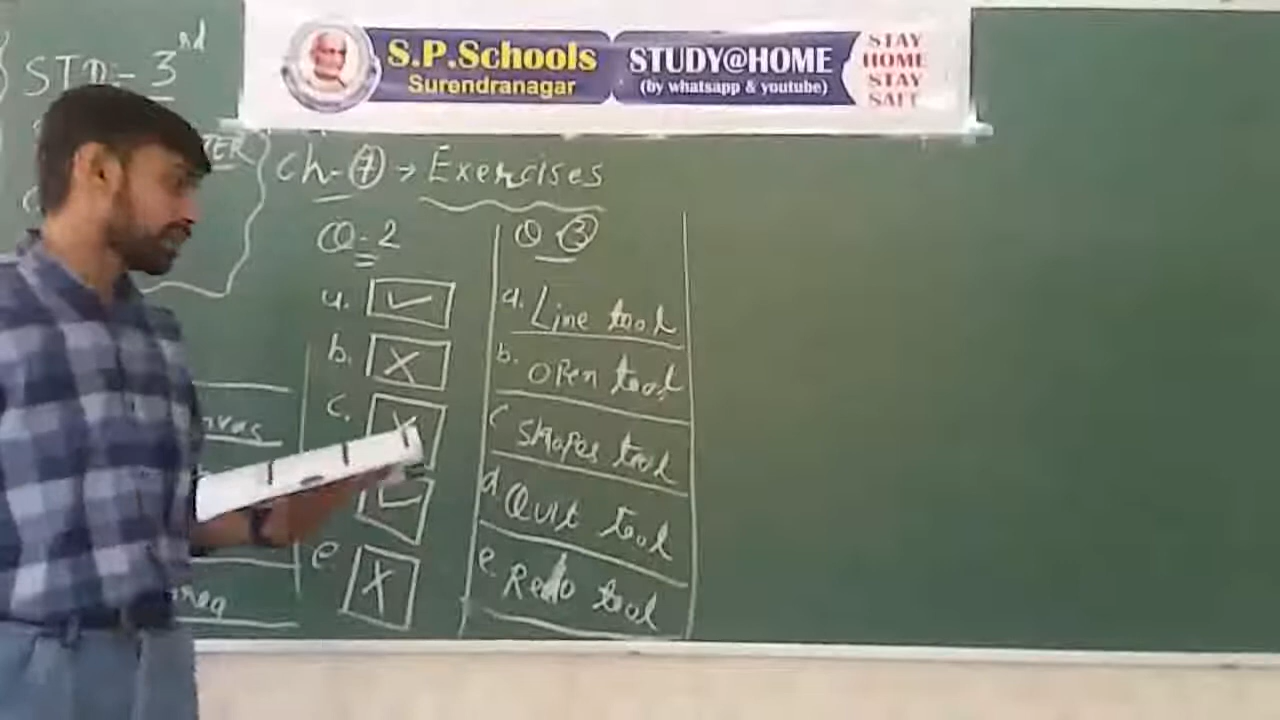 S.P.Schools
Surendranagar
STUDY@HOME
(by whatsapp & youtube)
STAY
HOME
STAY
SAFE
STD - 3rd
Ch-7 → Exercises
Q-2
a. ✓
b. X
c. X
✓
e X
Q 3
a. Line tool
b. Open tool
c Shapes tool
d Quit tool
e. Redo tool